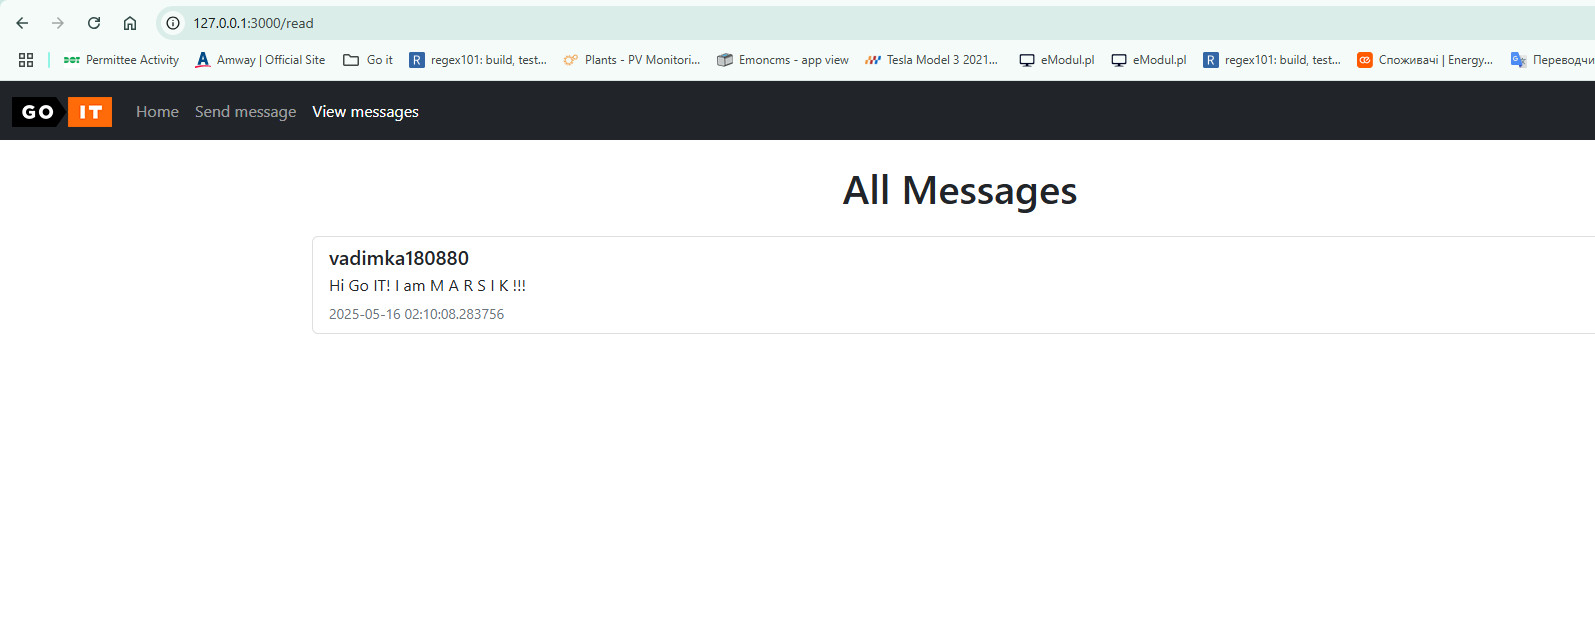 127.0.0.1:3000/read
Permittee Activity Amway | Official Site Go it regex101: build, test... Plants - PV Monitori... Emoncms - app view Tesla Model 3 2021... eModul.pl eModul.pl regex101: build, test... Споживачі | Energy... Переводчи
GO IT Home Send message View messages
All Messages
vadimka180880
Hi Go IT! I am M A R S I K !!!
2025-05-16 02:10:08.283756